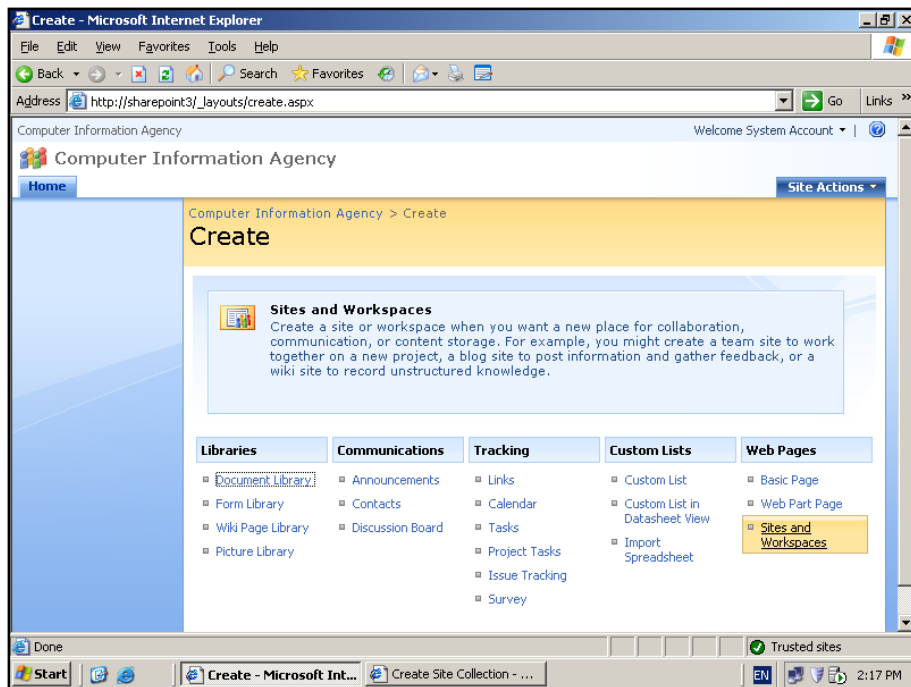 Create - Microsoft Internet Explorer
File Edit View Favorites Tools Help
Back Search Favorites
Address http://sharepoint3/_layouts/create.aspx Go Links »
Computer Information Agency Welcome System Account
Computer Information Agency
Home Site Actions
Computer Information Agency > Create
Create
Sites and Workspaces
Create a site or workspace when you want a new place for collaboration,
communication, or content storage. For example, you might create a team site to work
together on a new project, a blog site to post information and gather feedback, or a
wiki site to record unstructured knowledge.
Libraries
Document Library
Form Library
Wiki Page Library
Picture Library
Communications
Announcements
Contacts
Discussion Board
Tracking
Links
Calendar
Tasks
Project Tasks
Issue Tracking
Survey
Custom Lists
Custom List
Custom List in
Datasheet View
Import
Spreadsheet
Web Pages
Basic Page
Web Part Page
Sites and
Workspaces
Done Trusted sites
Start Create - Microsoft Int... Create Site Collection - ... EN 2:17 PM